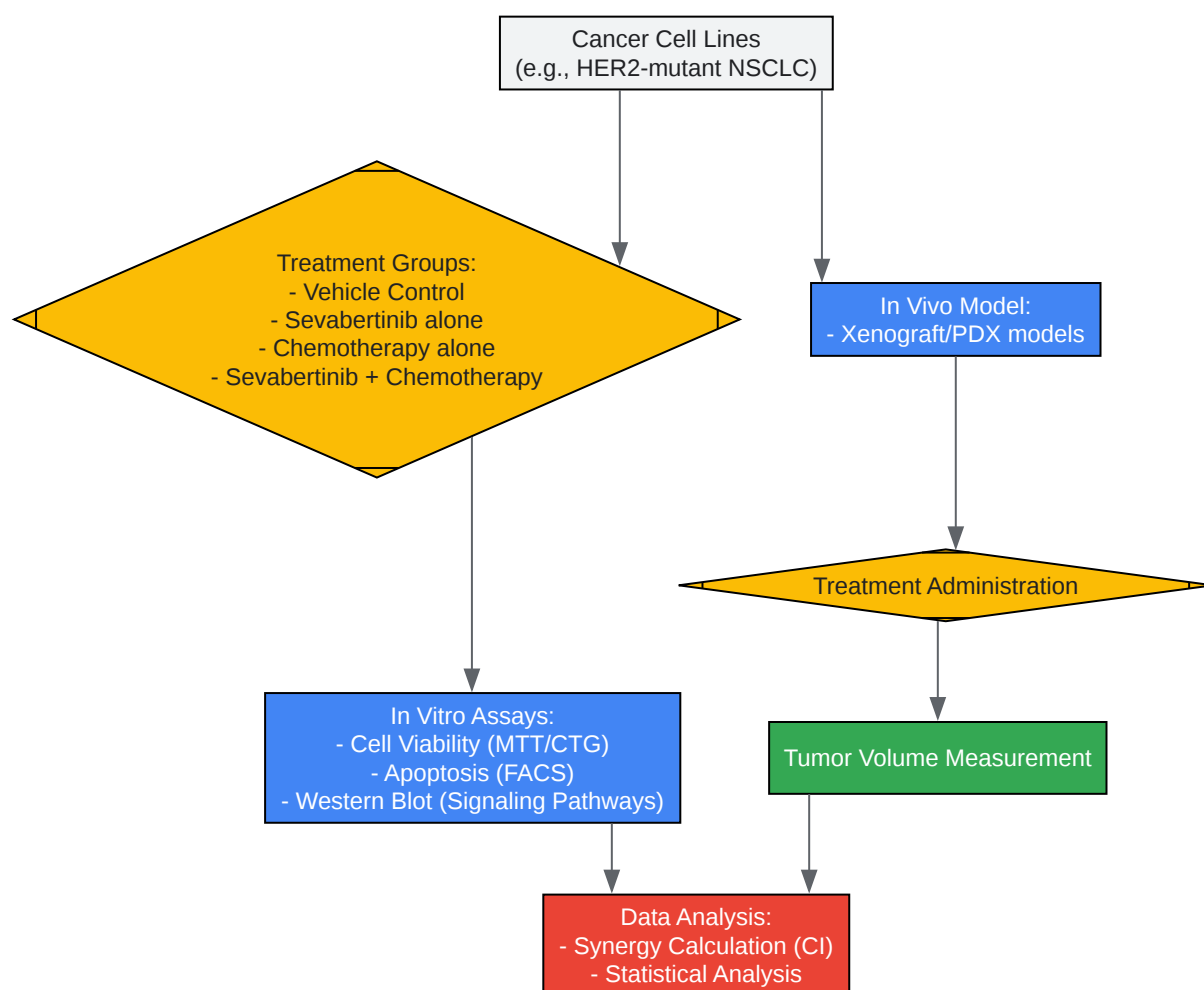 Cancer Cell Lines
(e.g., HER2-mutant NSCLC)
Treatment Groups:
- Vehicle Control
- Sevabertinib alone
- Chemotherapy alone
- Sevabertinib + Chemotherapy
In Vivo Model:
- Xenograft/PDX models
Treatment Administration
In Vitro Assays:
- Cell Viability (MTT/CTG)
- Apoptosis (FACS)
- Western Blot (Signaling Pathways)
Tumor Volume Measurement
Data Analysis:
- Synergy Calculation (CI)
- Statistical Analysis